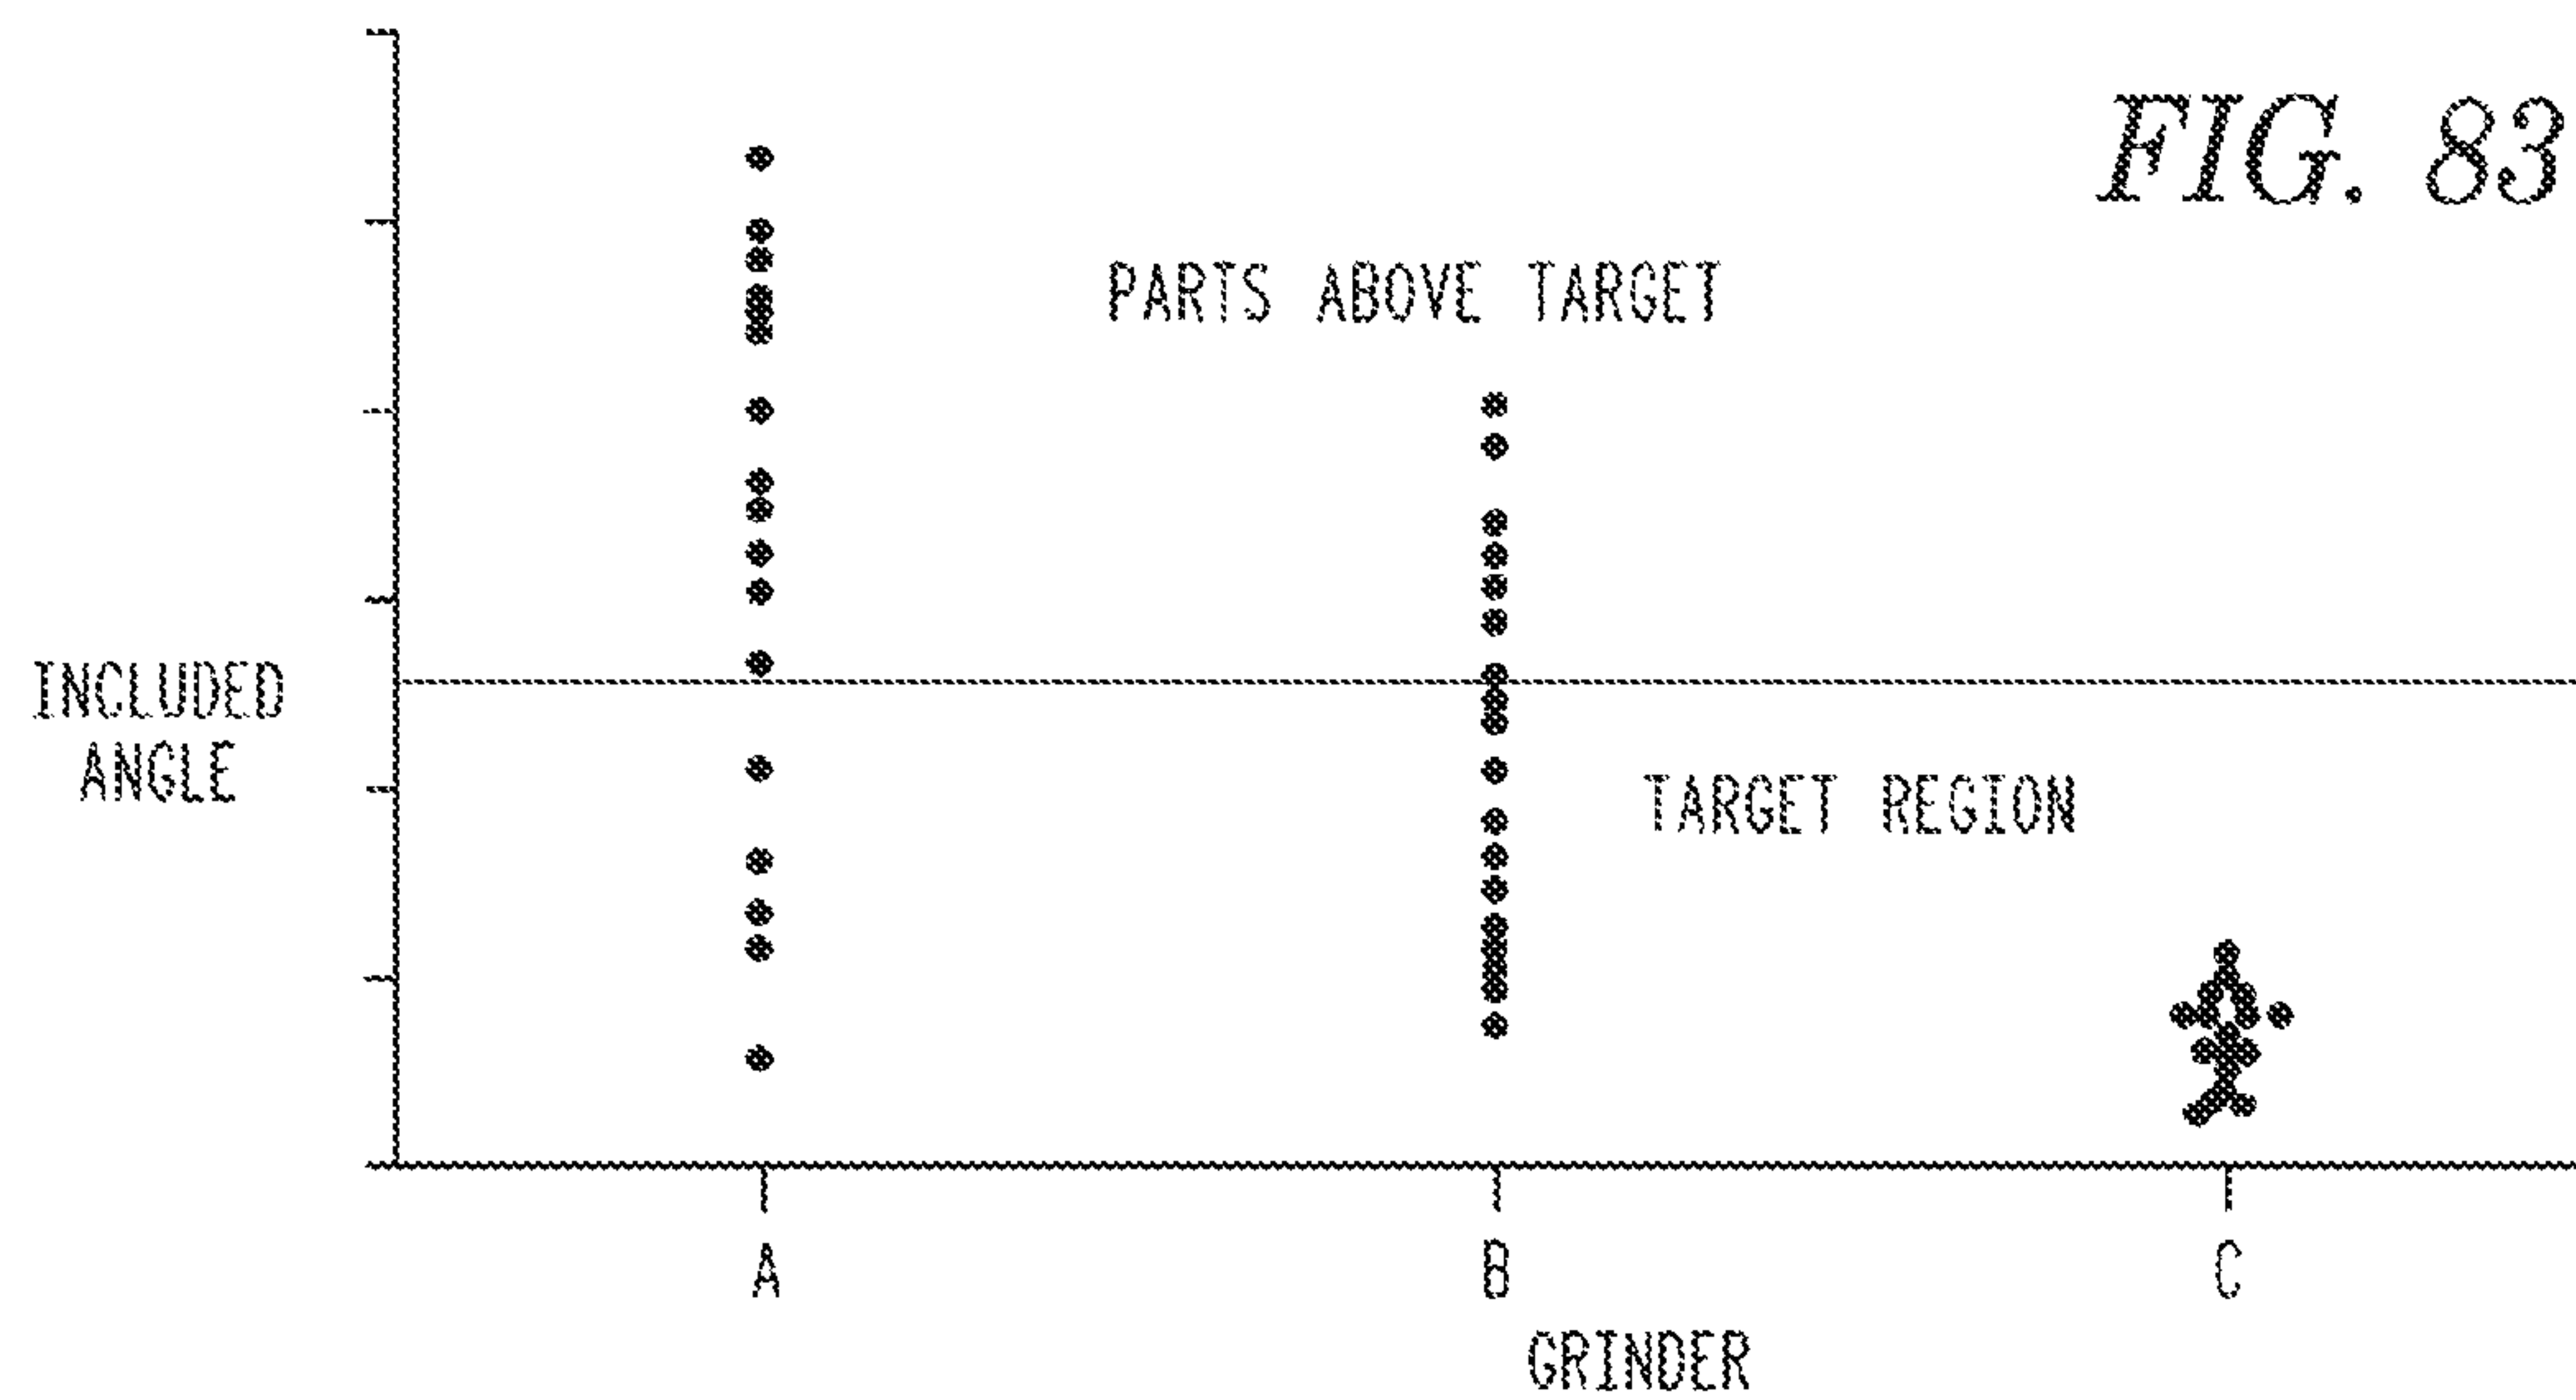 FIG. 83
PARTS ABOVE TARGET
INCLUDED
ANGLE
TARGET REGION
A
B
C
GRINDER